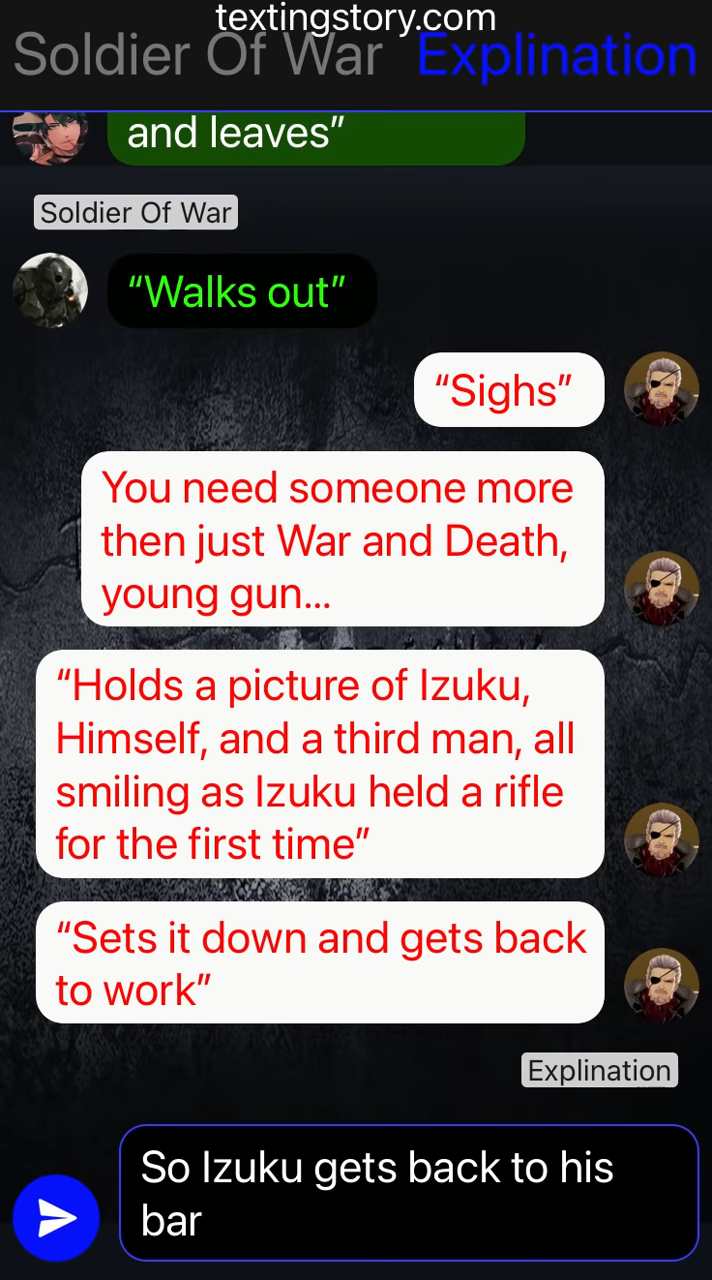 textingstory.com
Soldier Of War Explination
and leaves”
Soldier Of War
“Walks out”
“Sighs”
You need someone more
then just War and Death,
young gun...
“Holds a picture of Izuku,
Himself, and a third man, all
smiling as Izuku held a rifle
for the first time”
“Sets it down and gets back
to work”
Explination
So Izuku gets back to his
bar